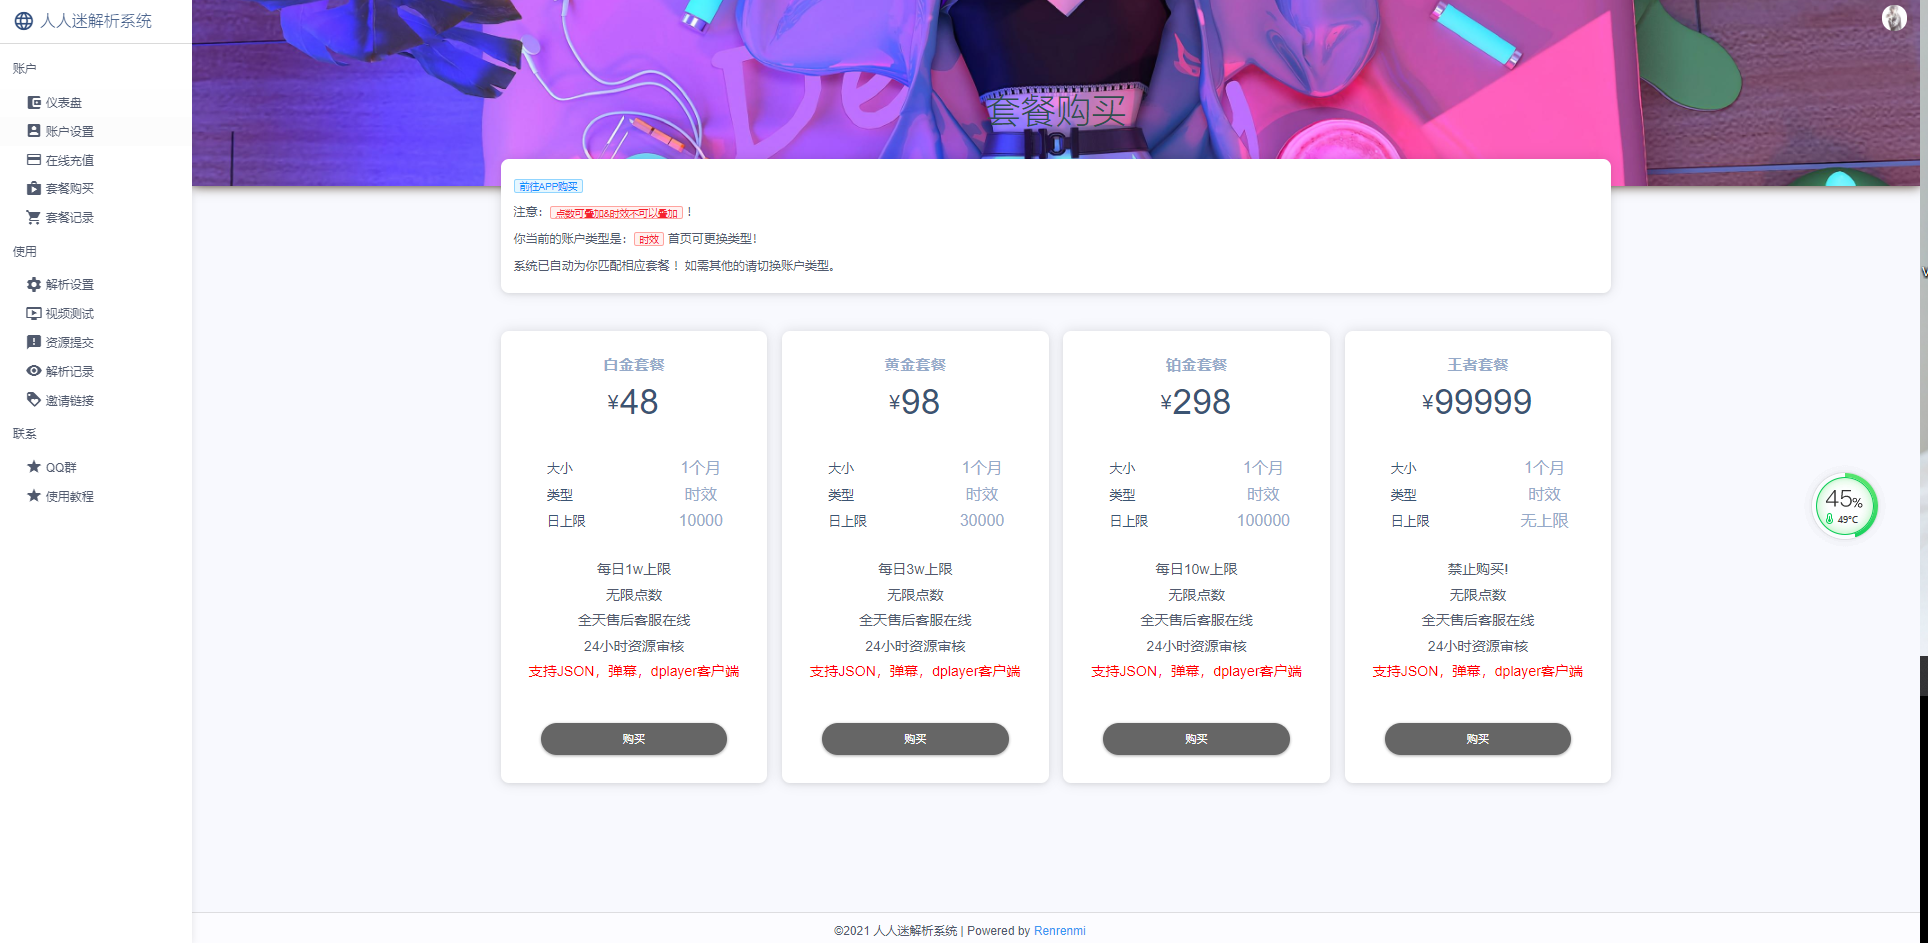 人人迷解析系统
账户
仪表盘
账户设置
在线充值
套餐购买
套餐记录
使用
解析设置
视频测试
资源提交
解析记录
邀请链接
联系
QQ群
使用教程
套餐购买
前往APP购买
注意：点数可叠加&时效不可以叠加！
你当前的账户类型是：时效 首页可更换类型！
系统已自动为你匹配相应套餐！如需其他的请切换账户类型。
白金套餐
¥48
大小 1个月
类型 时效
日上限 10000
每日1w上限
无限点数
全天售后客服在线
24小时资源审核
支持JSON，弹幕，dplayer客户端
购买
黄金套餐
¥98
大小 1个月
类型 时效
日上限 30000
每日3w上限
无限点数
全天售后客服在线
24小时资源审核
支持JSON，弹幕，dplayer客户端
购买
铂金套餐
¥298
大小 1个月
类型 时效
日上限 100000
每日10w上限
无限点数
全天售后客服在线
24小时资源审核
支持JSON，弹幕，dplayer客户端
购买
王者套餐
¥99999
大小 1个月
类型 时效
日上限 无上限
禁止购买!
无限点数
全天售后客服在线
24小时资源审核
支持JSON，弹幕，dplayer客户端
购买
45%
49°C
©2021 人人迷解析系统 | Powered by Renrenmi